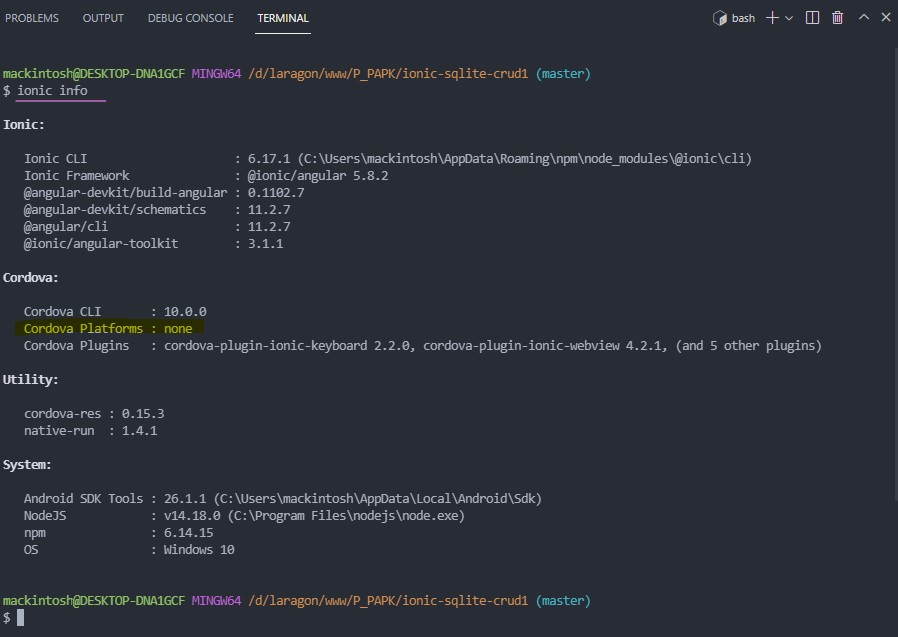 PROBLEMS OUTPUT DEBUG CONSOLE TERMINAL bash
mackintosh@DESKTOP-DNA1GCF MINGW64 /d/laragon/www/P_PAPK/ionic-sqlite-crud1 (master)
$ ionic info
Ionic:
Ionic CLI : 6.17.1 (C:\Users\mackintosh\AppData\Roaming\npm\node_modules\@ionic\cli)
Ionic Framework : @ionic/angular 5.8.2
@angular-devkit/build-angular : 0.1102.7
@angular-devkit/schematics : 11.2.7
@angular/cli : 11.2.7
@ionic/angular-toolkit : 3.1.1
Cordova:
Cordova CLI : 10.0.0
Cordova Platforms : none
Cordova Plugins : cordova-plugin-ionic-keyboard 2.2.0, cordova-plugin-ionic-webview 4.2.1, (and 5 other plugins)
Utility:
cordova-res : 0.15.3
native-run : 1.4.1
System:
Android SDK Tools : 26.1.1 (C:\Users\mackintosh\AppData\Local\Android\Sdk)
NodeJS : v14.18.0 (C:\Program Files\nodejs\node.exe)
npm : 6.14.15
OS : Windows 10
mackintosh@DESKTOP-DNA1GCF MINGW64 /d/laragon/www/P_PAPK/ionic-sqlite-crud1 (master)
$